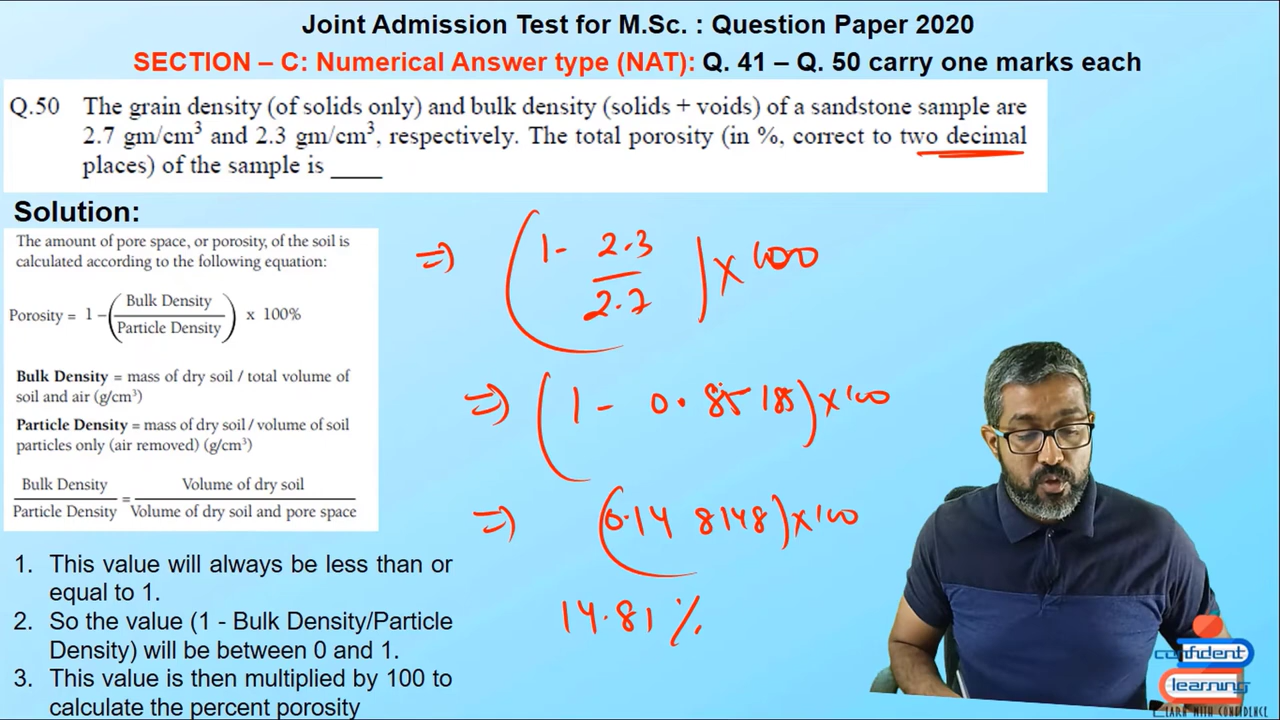 Joint Admission Test for M.Sc. : Question Paper 2020
SECTION – C: Numerical Answer type (NAT): Q. 41 – Q. 50 carry one marks each
Q.50 The grain density (of solids only) and bulk density (solids + voids) of a sandstone sample are
2.7 gm/cm³ and 2.3 gm/cm³, respectively. The total porosity (in %, correct to two decimal
places) of the sample is ____
Solution:
The amount of pore space, or porosity, of the soil is
calculated according to the following equation:
Porosity = 1 – (Bulk Density / Particle Density) x 100%
Bulk Density = mass of dry soil / total volume of
soil and air (g/cm³)
Particle Density = mass of dry soil / volume of soil
particles only (air removed) (g/cm³)
Bulk Density / Particle Density = Volume of dry soil / Volume of dry soil and pore space
1. This value will always be less than or
equal to 1.
2. So the value (1 - Bulk Density/Particle
Density) will be between 0 and 1.
3. This value is then multiplied by 100 to
calculate the percent porosity
⇒ (1 - 2.3 / 2.7) x 100
⇒ (1 - 0.85185) x 100
⇒ (0.148148) x 100
14.81 %
confident
learning
LEARN WITH CONFIDENCE